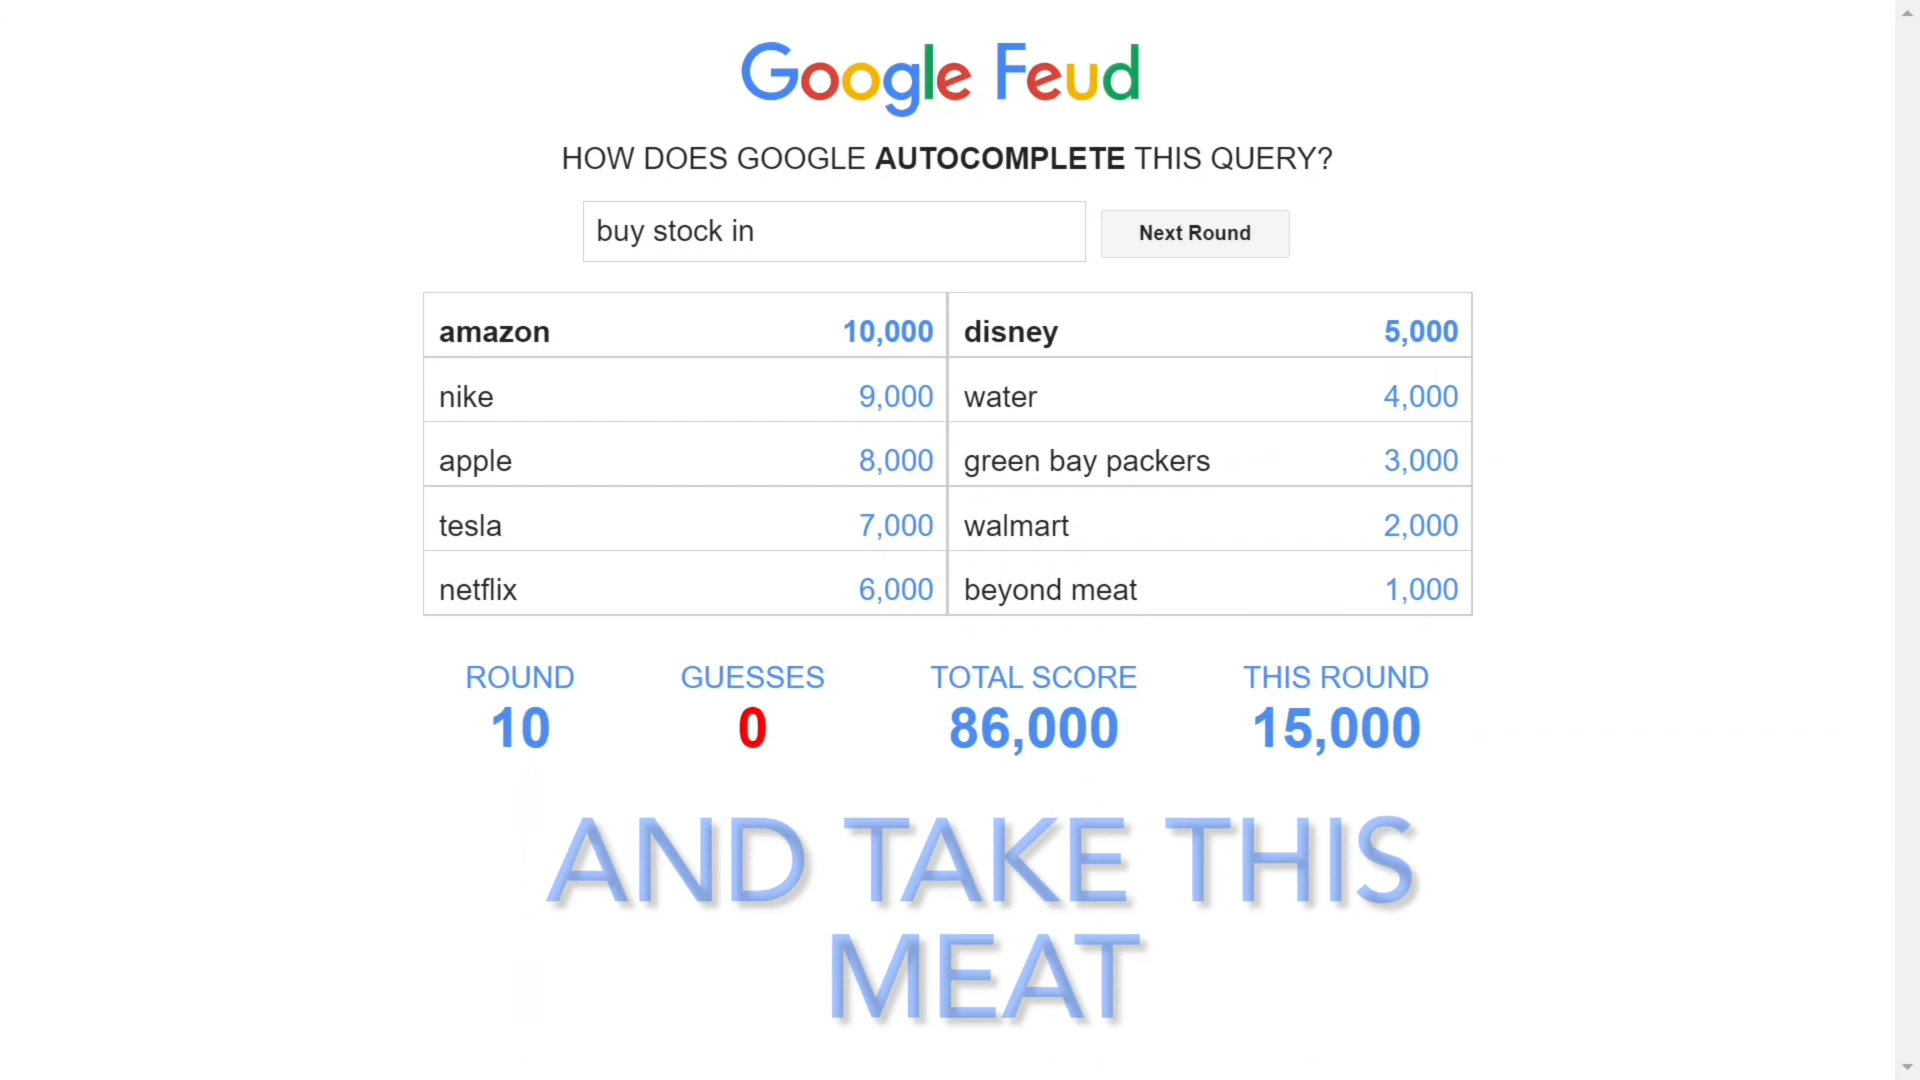 Google Feud
HOW DOES GOOGLE AUTOCOMPLETE THIS QUERY?
buy stock in
Next Round
amazon 10,000 disney 5,000
nike 9,000 water 4,000
apple 8,000 green bay packers 3,000
tesla 7,000 walmart 2,000
netflix 6,000 beyond meat 1,000
ROUND GUESSES TOTAL SCORE THIS ROUND
10 0 86,000 15,000
AND TAKE THIS
MEAT